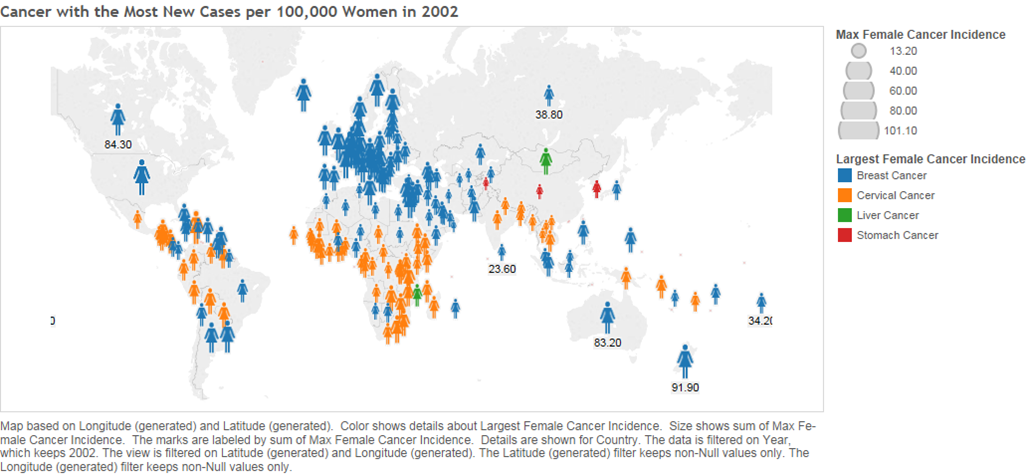 Cancer with the Most New Cases per 100,000 Women in 2002
Max Female Cancer Incidence
13.20
40.00
60.00
80.00
101.10
Largest Female Cancer Incidence
Breast Cancer
Cervical Cancer
Liver Cancer
Stomach Cancer
38.80
84.30
23.60
0
34.20
83.20
91.90
Map based on Longitude (generated) and Latitude (generated).  Color shows details about Largest Female Cancer Incidence.  Size shows sum of Max Fe-
male Cancer Incidence.  The marks are labeled by sum of Max Female Cancer Incidence.  Details are shown for Country. The data is filtered on Year,
which keeps 2002. The view is filtered on Latitude (generated) and Longitude (generated). The Latitude (generated) filter keeps non-Null values only. The
Longitude (generated) filter keeps non-Null values only.